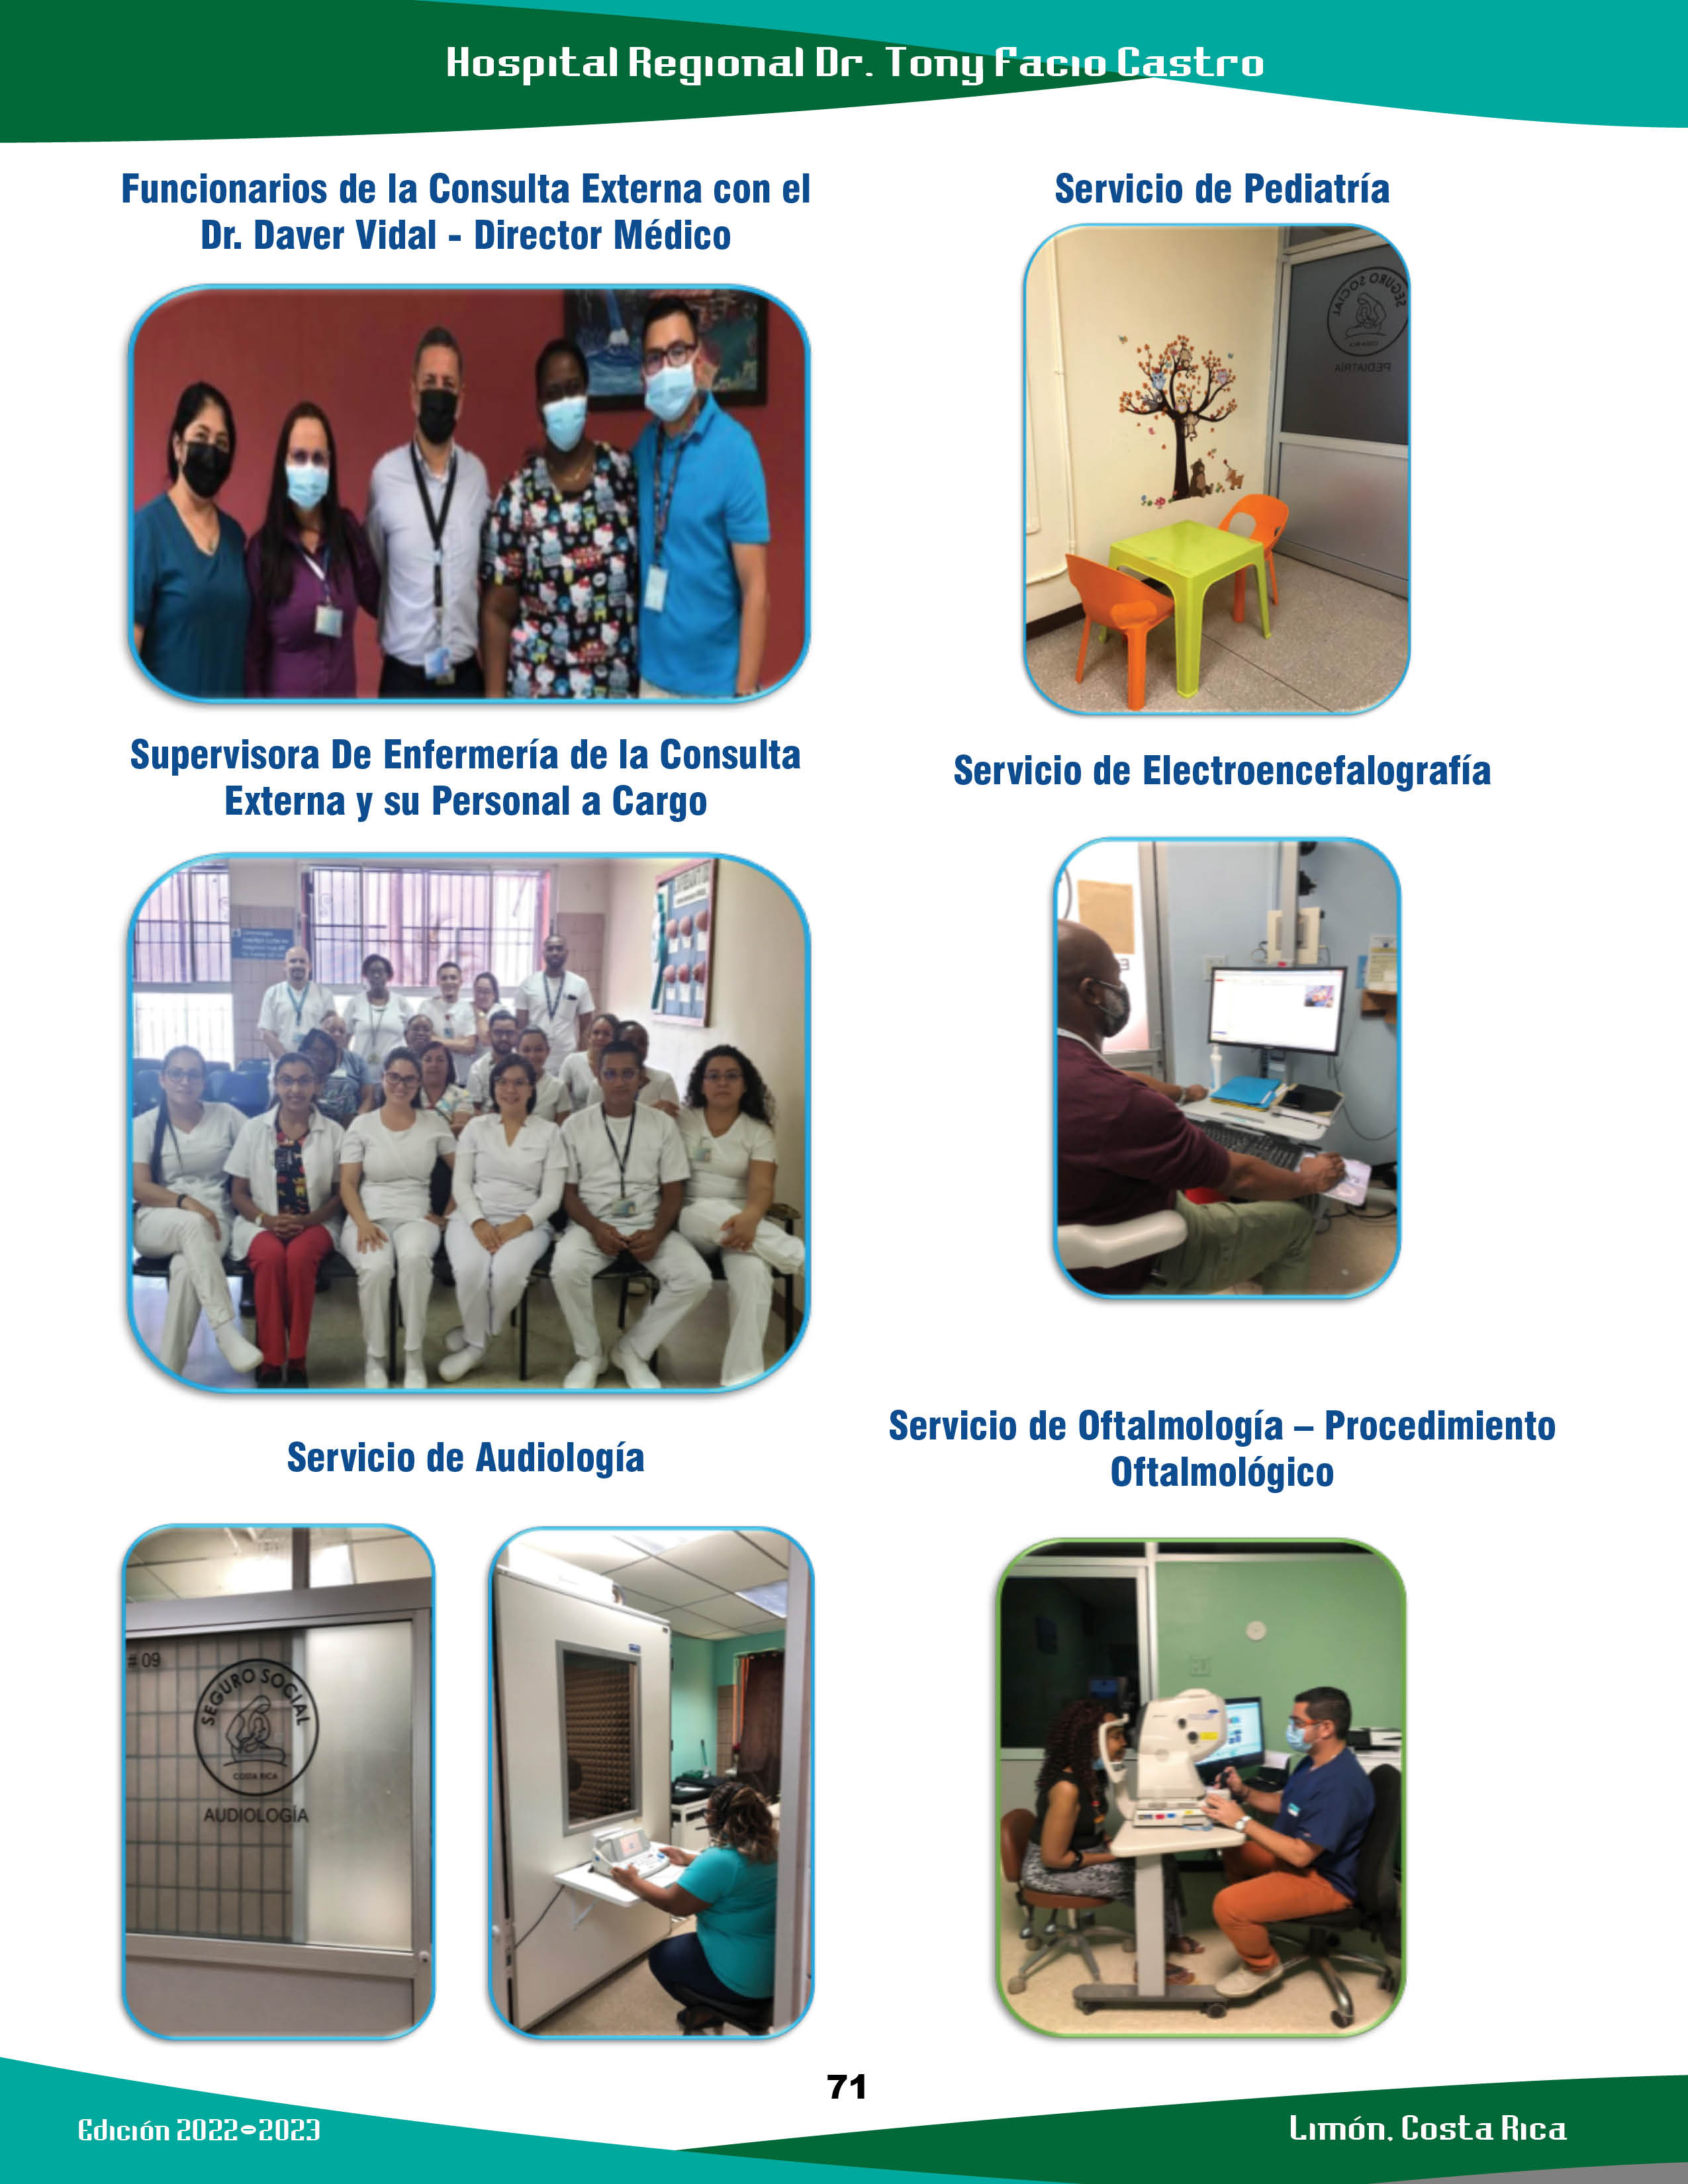 Hospital Regional Dr. Tony Facio Castro
Funcionarios de la Consulta Externa con el
Dr. Daver Vidal - Director Médico
Servicio de Pediatría
SEGURO SOCIAL
COSTA RICA
PEDIATRIA
Supervisora De Enfermería de la Consulta
Externa y su Personal a Cargo
Servicio de Electroencefalografía
Servicio de Audiología
# 09
SEGURO SOCIAL
COSTA RICA
AUDIOLOGÍA
Servicio de Oftalmología – Procedimiento
Oftalmológico
71
Edición 2022-2023
Limón, Costa Rica